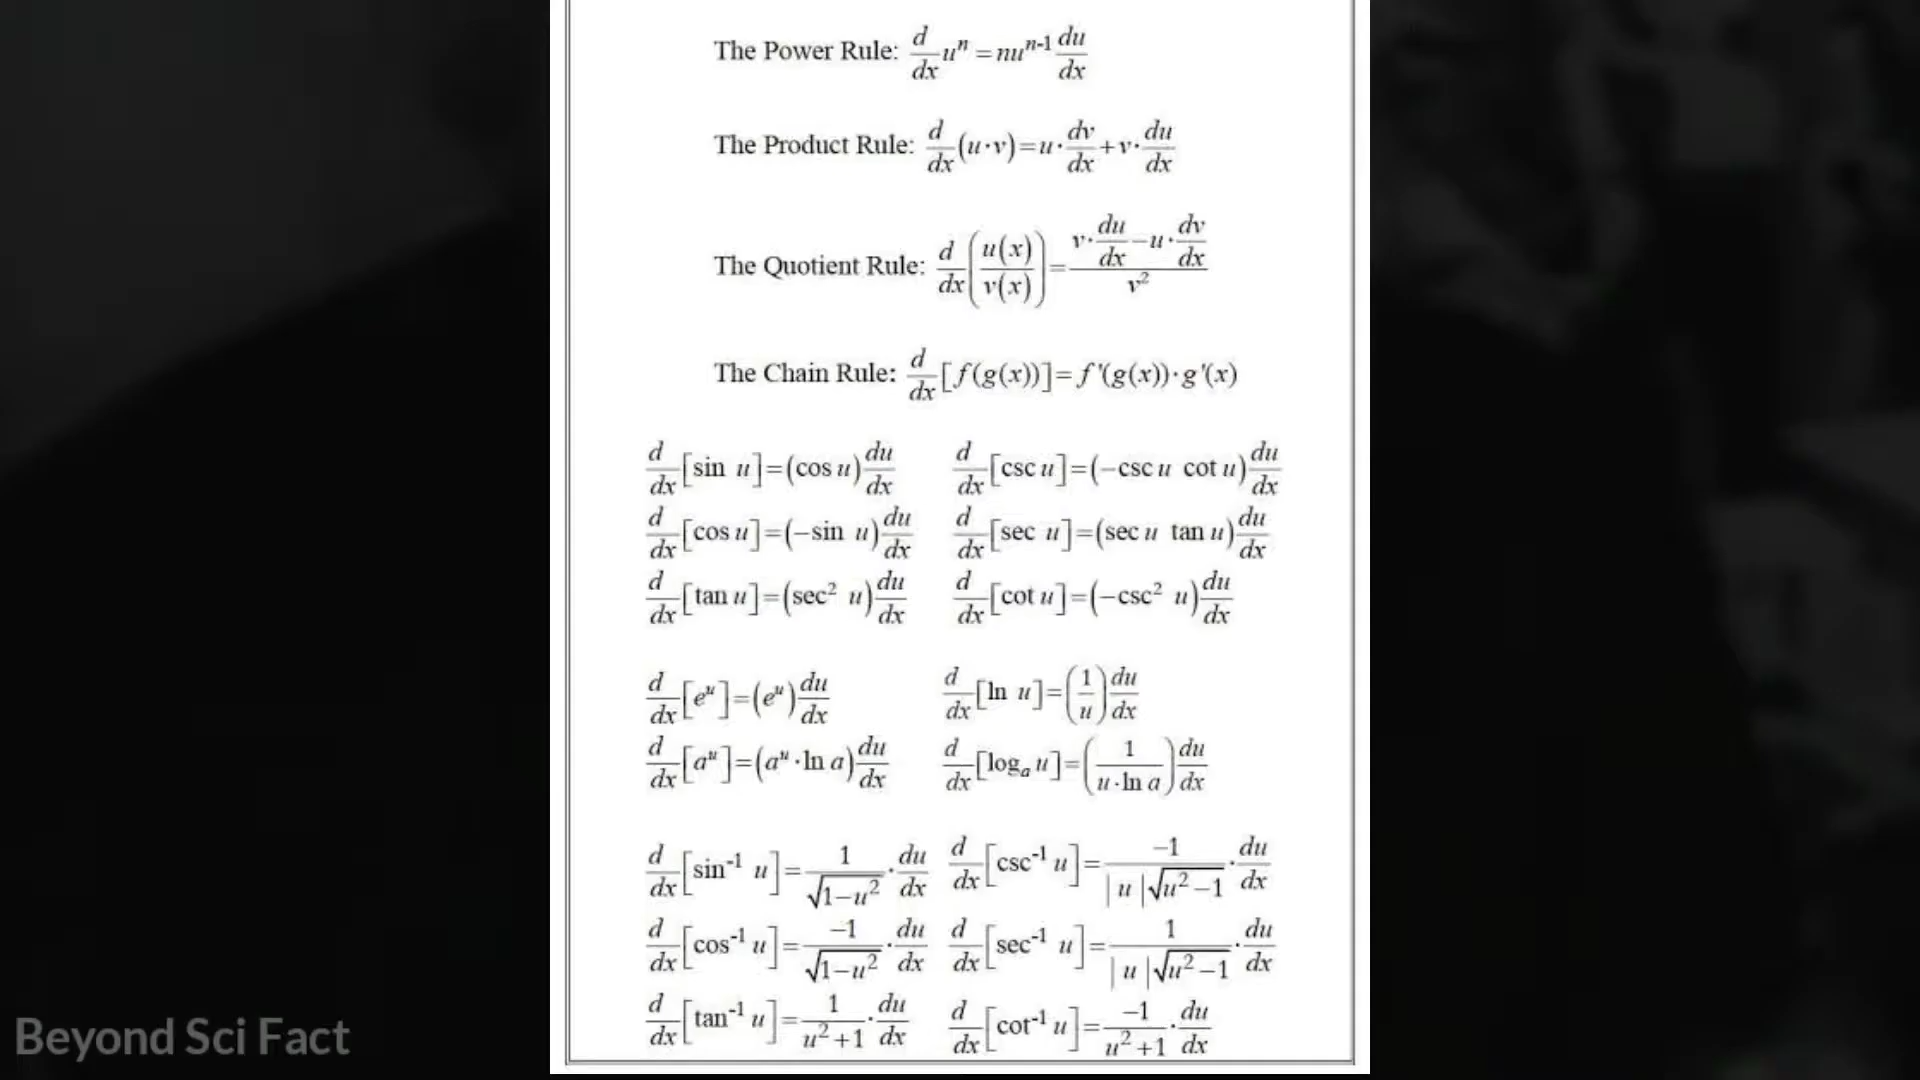 The Power Rule: d/dx u^n = nu^(n-1) du/dx
The Product Rule: d/dx (u·v) = u· dv/dx + v· du/dx
The Quotient Rule: d/dx (u(x)/v(x)) = (v· du/dx − u· dv/dx)/v²
The Chain Rule: d/dx [f(g(x))] = f'(g(x))·g'(x)
d/dx [sin u] = (cos u) du/dx    d/dx [csc u] = (−csc u cot u) du/dx
d/dx [cos u] = (−sin u) du/dx    d/dx [sec u] = (sec u tan u) du/dx
d/dx [tan u] = (sec² u) du/dx    d/dx [cot u] = (−csc² u) du/dx
d/dx [e^u] = (e^u) du/dx    d/dx [ln u] = (1/u) du/dx
d/dx [a^u] = (a^u · ln a) du/dx    d/dx [log_a u] = (1/(u·ln a)) du/dx
d/dx [sin⁻¹ u] = 1/√(1−u²) · du/dx    d/dx [csc⁻¹ u] = −1/(|u|√(u²−1)) · du/dx
d/dx [cos⁻¹ u] = −1/√(1−u²) · du/dx    d/dx [sec⁻¹ u] = 1/(|u|√(u²−1)) · du/dx
d/dx [tan⁻¹ u] = 1/(u²+1) · du/dx    d/dx [cot⁻¹ u] = −1/(u²+1) · du/dx
Beyond Sci Fact